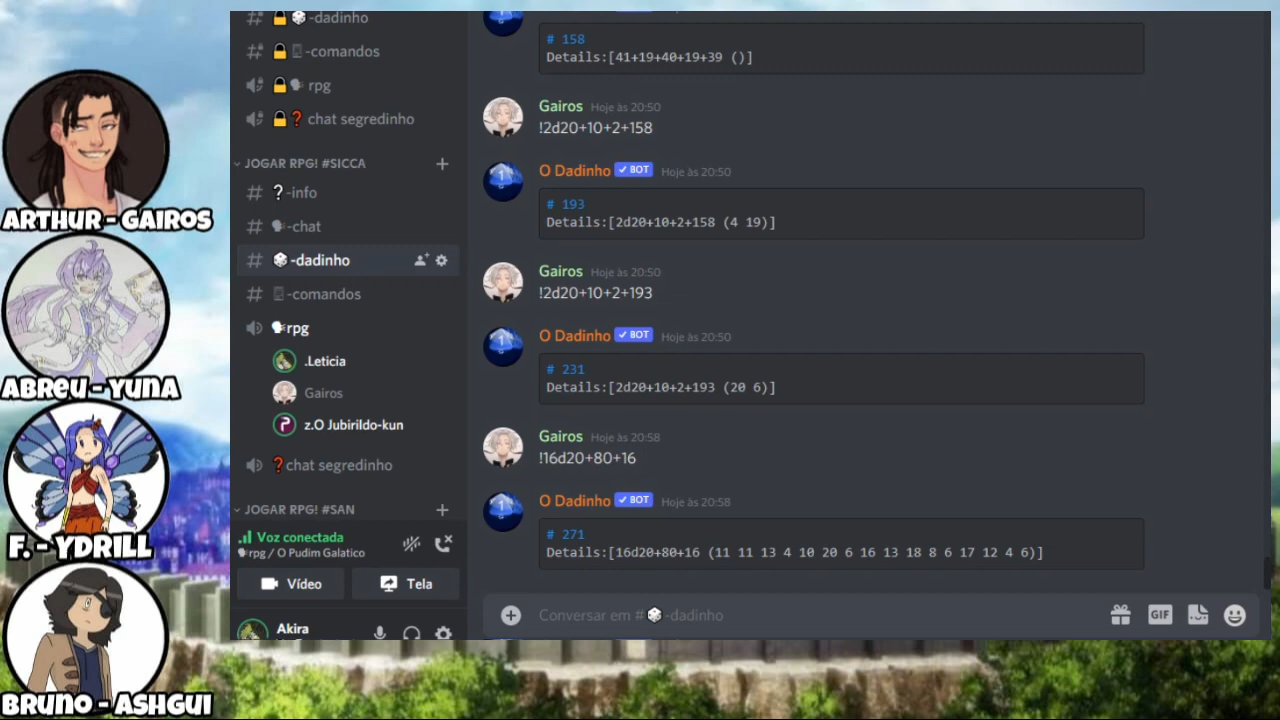 ARTHUR - GAIROS
ABREU - YUNA
F. - YDRILL
BRUNO - ASHGUI
-dadinho
-comandos
rpg
chat segredinho
JOGAR RPG! #SICCA
-info
-chat
-dadinho
-comandos
rpg
.Leticia
Gairos
z.O Jubirildo-kun
chat segredinho
JOGAR RPG! #SAN
Voz conectada
rpg / O Pudim Galatico
Vídeo
Tela
Akira
# 158
Details:[41+19+40+19+39 ()]
Gairos Hoje às 20:50
!2d20+10+2+158
O Dadinho ✓ BOT Hoje às 20:50
# 193
Details:[2d20+10+2+158 (4 19)]
Gairos Hoje às 20:50
!2d20+10+2+193
O Dadinho ✓ BOT Hoje às 20:50
# 231
Details:[2d20+10+2+193 (20 6)]
Gairos Hoje às 20:58
!16d20+80+16
O Dadinho ✓ BOT Hoje às 20:58
# 271
Details:[16d20+80+16 (11 11 13 4 10 20 6 16 13 18 8 6 17 12 4 6)]
Conversar em # -dadinho
GIF